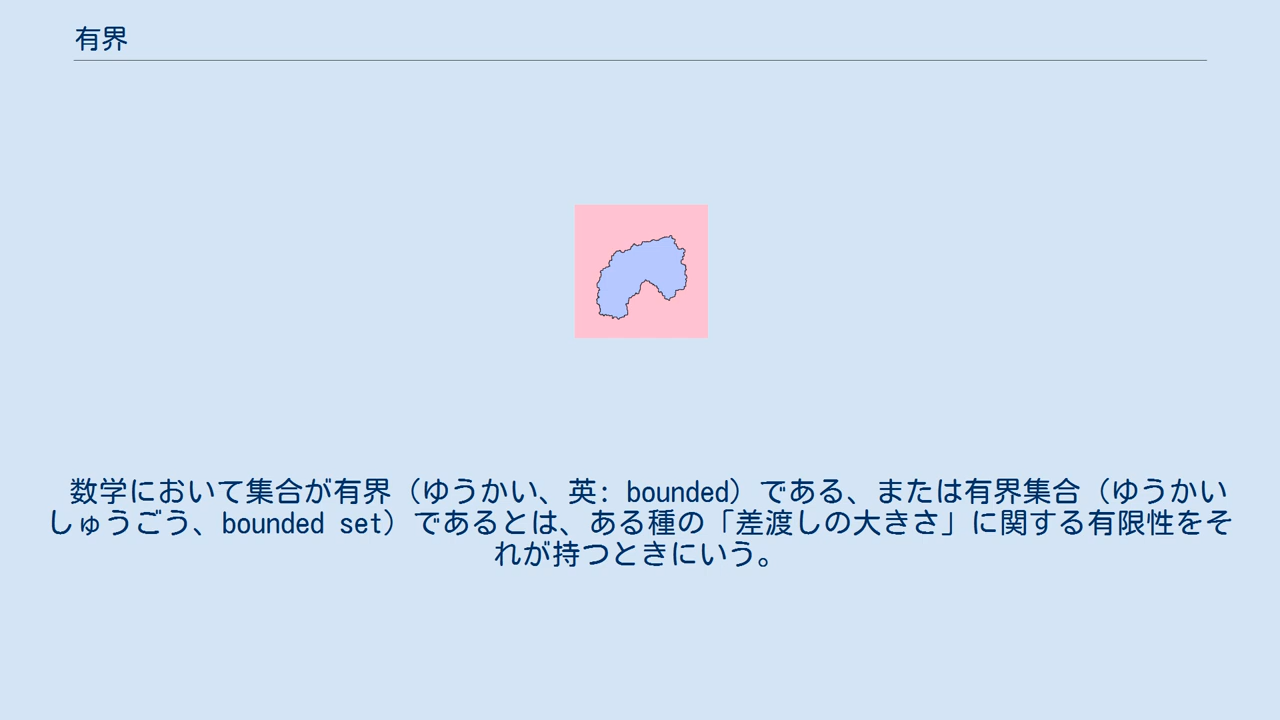 有界
数学において集合が有界（ゆうかい、英: bounded）である、または有界集合（ゆうかい
しゅうごう、bounded set）であるとは、ある種の「差渡しの大きさ」に関する有限性をそ
れが持つときにいう。